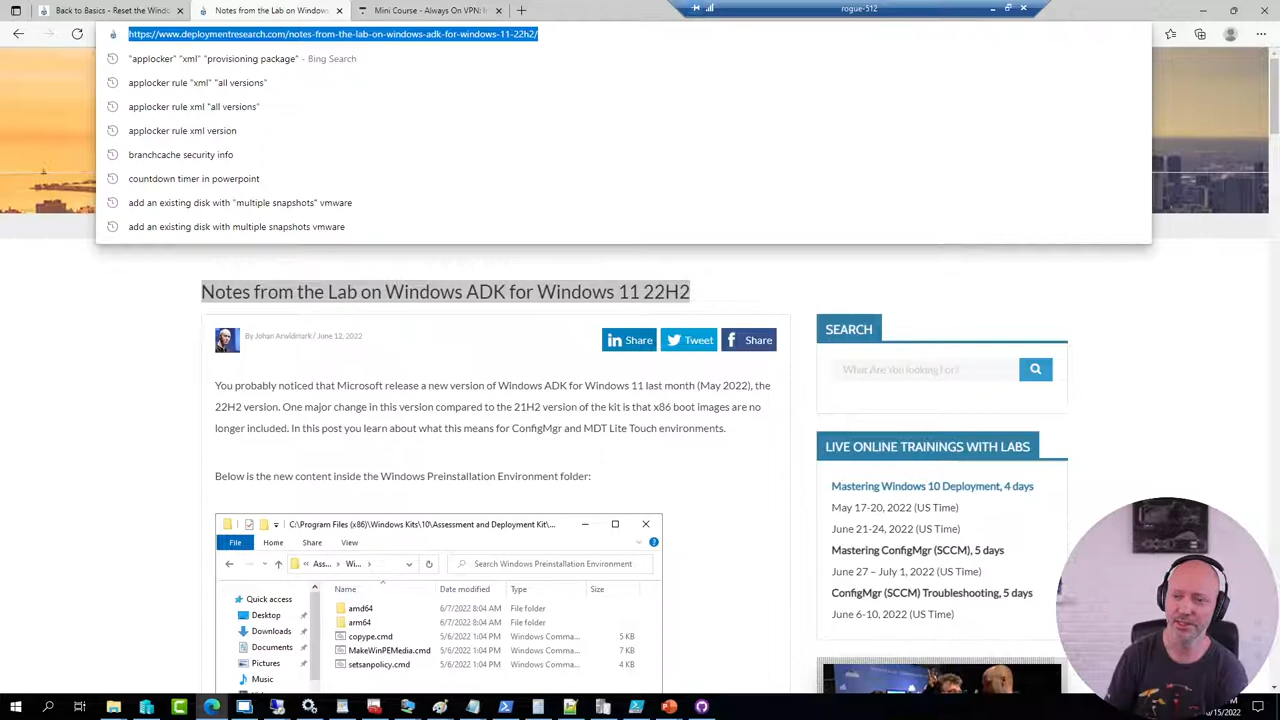 Back to Basics - Reset the Windo
Notes from the Lab on Windows
Mini Course - Always On VPN: In
rogue-512
https://www.deploymentresearch.com/notes-from-the-lab-on-windows-adk-for-windows-11-22h2/
"applocker" "xml" "provisioning package" - Bing Search
applocker rule "xml" "all versions"
applocker rule xml "all versions"
applocker rule xml version
branchcache security info
countdown timer in powerpoint
add an existing disk with "multiple snapshots" vmware
add an existing disk with multiple snapshots vmware
Notes from the Lab on Windows ADK for Windows 11 22H2
By Johan Arwidmark / June 12, 2022
Share
Tweet
Share
You probably noticed that Microsoft release a new version of Windows ADK for Windows 11 last month (May 2022), the
22H2 version. One major change in this version compared to the 21H2 version of the kit is that x86 boot images are no
longer included. In this post you learn about what this means for ConfigMgr and MDT Lite Touch environments.
Below is the new content inside the Windows Preinstallation Environment folder:
C:\Program Files (x86)\Windows Kits\10\Assessment and Deployment Kit\...
File Home Share View
« Ass... › Wi... ›
Search Windows Preinstallation Environment
Name Date modified Type Size
Quick access
Desktop
Downloads
Documents
Pictures
Music
amd64 6/7/2022 8:04 AM File folder
arm64 6/7/2022 8:04 AM File folder
copype.cmd 5/6/2022 1:04 PM Windows Comma... 5 KB
MakeWinPEMedia.cmd 5/6/2022 1:04 PM Windows Comma... 7 KB
setsanpolicy.cmd 5/6/2022 1:04 PM Windows Comma... 4 KB
SEARCH
What Are You looking For?
LIVE ONLINE TRAININGS WITH LABS
Mastering Windows 10 Deployment, 4 days
May 17-20, 2022 (US Time)
June 21-24, 2022 (US Time)
Mastering ConfigMgr (SCCM), 5 days
June 27 – July 1, 2022 (US Time)
ConfigMgr (SCCM) Troubleshooting, 5 days
June 6-10, 2022 (US Time)
M
/15/2022